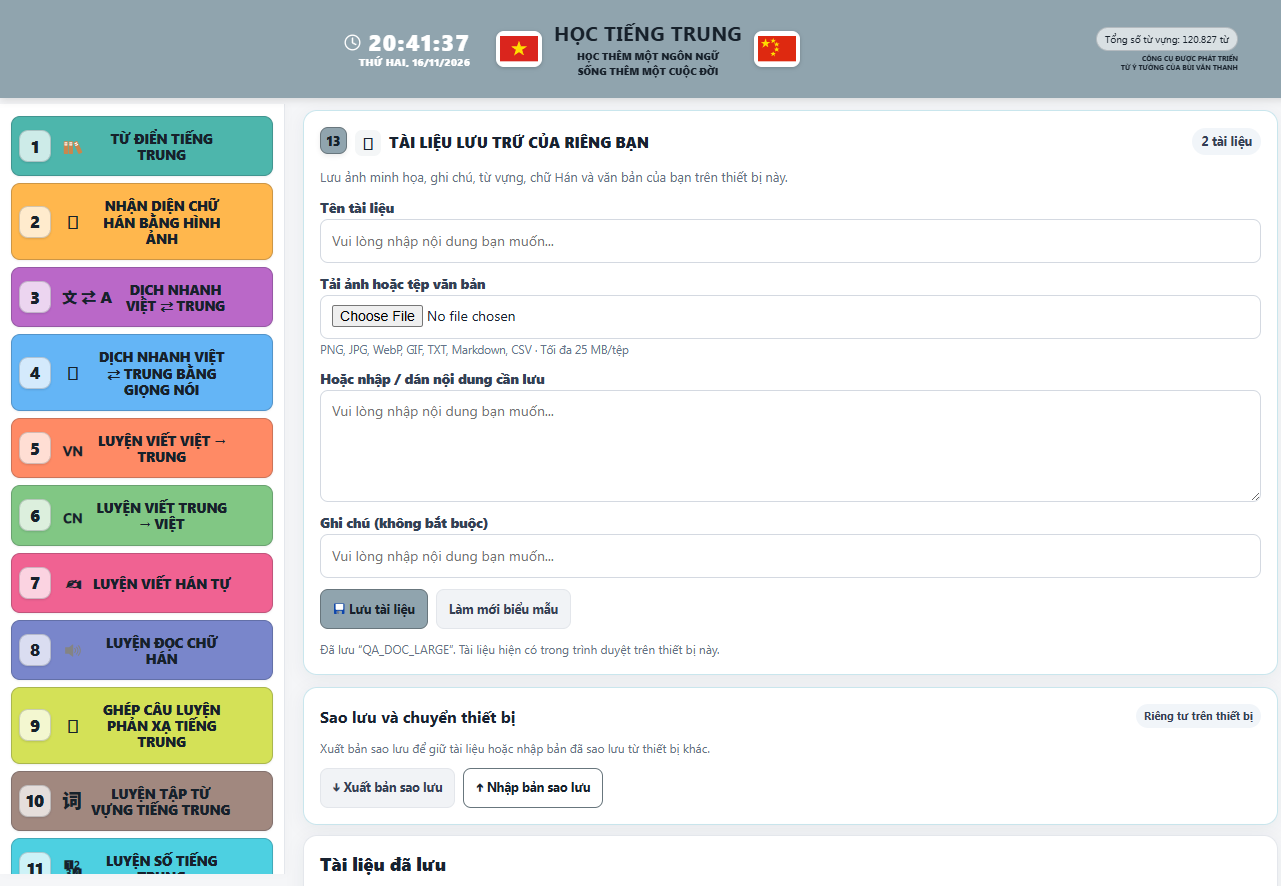 20:41:37
THỨ HAI, 16/11/2026
HỌC TIẾNG TRUNG
HỌC THÊM MỘT NGÔN NGỮ
SỐNG THÊM MỘT CUỘC ĐỜI
Tổng số từ vựng: 120.827 từ
CÔNG CỤ ĐƯỢC PHÁT TRIỂN
TỪ Ý TƯỞNG CỦA BÙI VĂN THANH
1
TỪ ĐIỂN TIẾNG
TRUNG
2
NHẬN DIỆN CHỮ
HÁN BẰNG HÌNH
ẢNH
3
文 ⇄ A
DỊCH NHANH
VIỆT ⇄ TRUNG
4
DỊCH NHANH VIỆT
⇄ TRUNG BẰNG
GIỌNG NÓI
5
VN
LUYỆN VIẾT VIỆT →
TRUNG
6
CN
LUYỆN VIẾT TRUNG
→ VIỆT
7
LUYỆN VIẾT HÁN TỰ
8
LUYỆN ĐỌC CHỮ
HÁN
9
GHÉP CÂU LUYỆN
PHẢN XẠ TIẾNG
TRUNG
10
词
LUYỆN TẬP TỪ
VỰNG TIẾNG TRUNG
11
LUYỆN SỐ TIẾNG
TRUNG
13
TÀI LIỆU LƯU TRỮ CỦA RIÊNG BẠN
2 tài liệu
Lưu ảnh minh họa, ghi chú, từ vựng, chữ Hán và văn bản của bạn trên thiết bị này.
Tên tài liệu
Vui lòng nhập nội dung bạn muốn...
Tải ảnh hoặc tệp văn bản
Choose File No file chosen
PNG, JPG, WebP, GIF, TXT, Markdown, CSV · Tối đa 25 MB/tệp
Hoặc nhập / dán nội dung cần lưu
Vui lòng nhập nội dung bạn muốn...
Ghi chú (không bắt buộc)
Vui lòng nhập nội dung bạn muốn...
Lưu tài liệu
Làm mới biểu mẫu
Đã lưu “QA_DOC_LARGE”. Tài liệu hiện có trong trình duyệt trên thiết bị này.
Sao lưu và chuyển thiết bị
Riêng tư trên thiết bị
Xuất bản sao lưu để giữ tài liệu hoặc nhập bản đã sao lưu từ thiết bị khác.
↓ Xuất bản sao lưu
↑ Nhập bản sao lưu
Tài liệu đã lưu